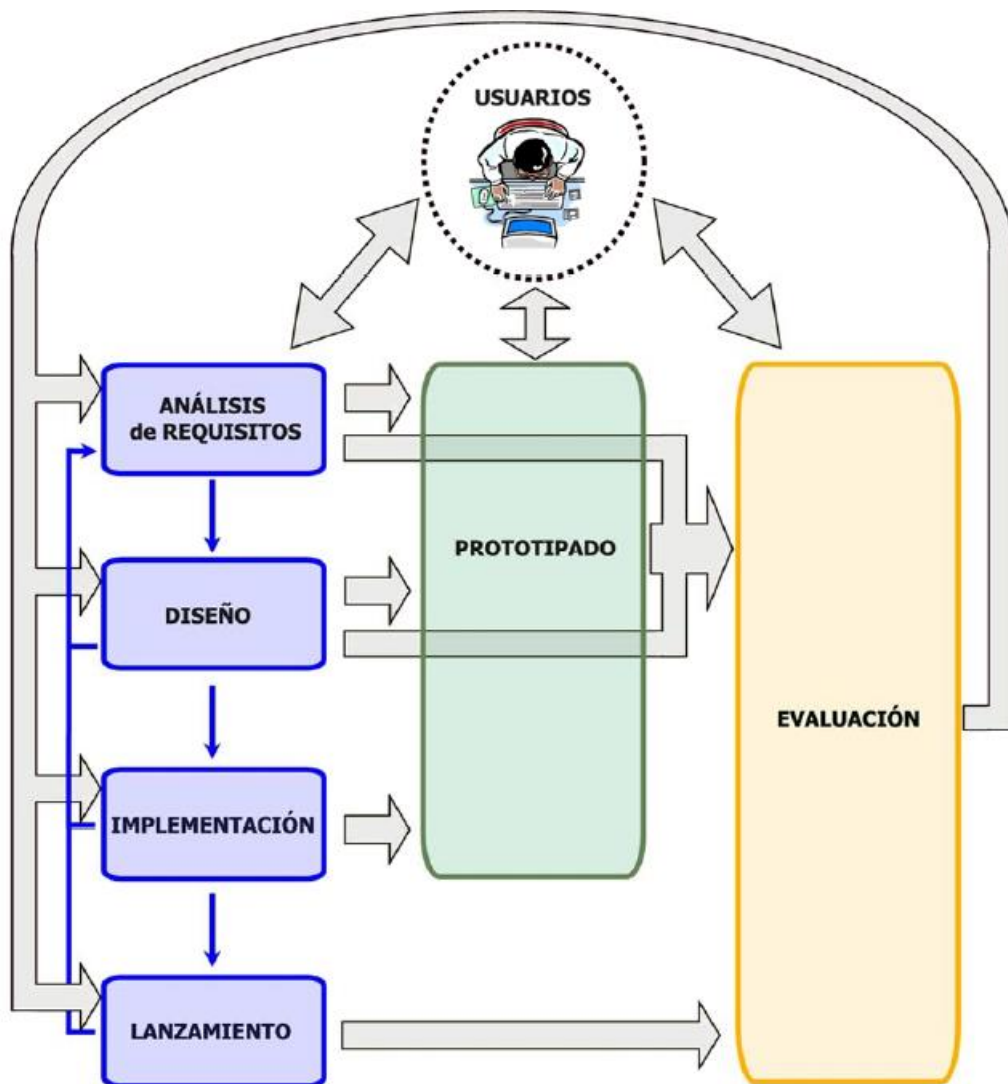 USUARIOS
ANÁLISIS
de REQUISITOS
PROTOTIPADO
DISEÑO
EVALUACIÓN
IMPLEMENTACIÓN
LANZAMIENTO